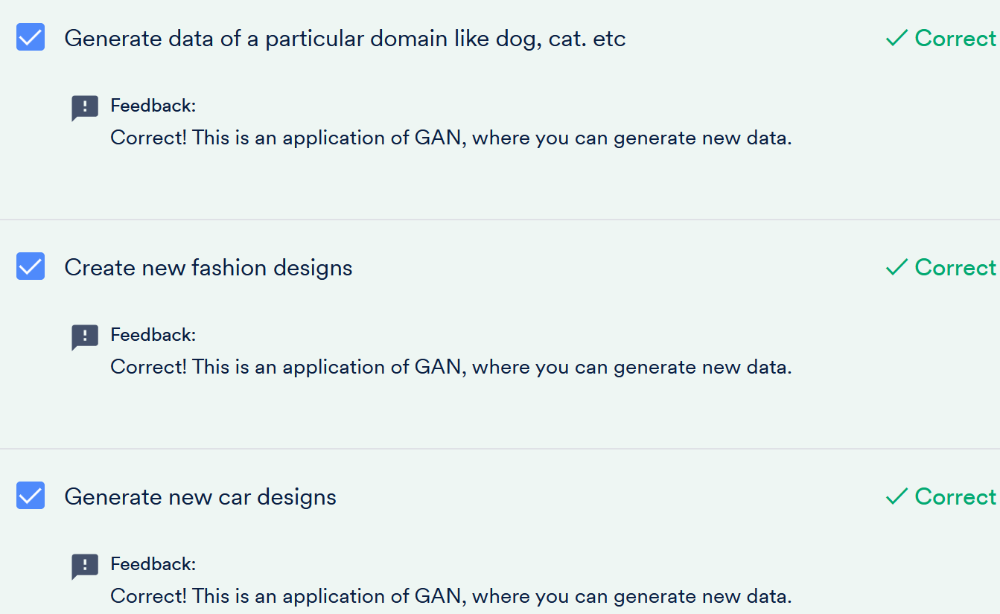 Generate data of a particular domain like dog, cat. etc
Correct
Feedback:
Correct! This is an application of GAN, where you can generate new data.
Create new fashion designs
Correct
Feedback:
Correct! This is an application of GAN, where you can generate new data.
Generate new car designs
Correct
Feedback:
Correct! This is an application of GAN, where you can generate new data.